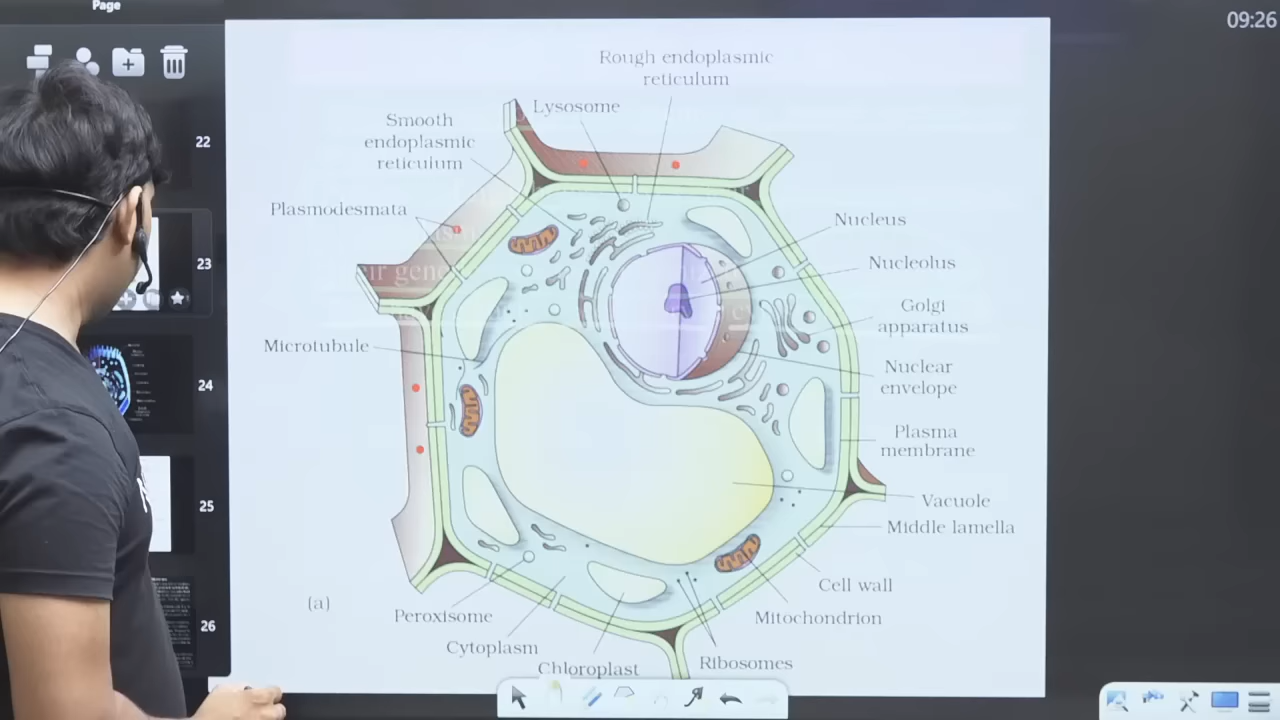 Page
09:26
22
23
24
25
26
Rough endoplasmic
reticulum
Lysosome
Smooth
endoplasmic
reticulum
Plasmodesmata
Nucleus
Nucleolus
Golgi
apparatus
Microtubule
Nuclear
envelope
Plasma
membrane
Vacuole
Middle lamella
Cell wall
(a)
Peroxisome
Mitochondrion
Cytoplasm
Chloroplast
Ribosomes